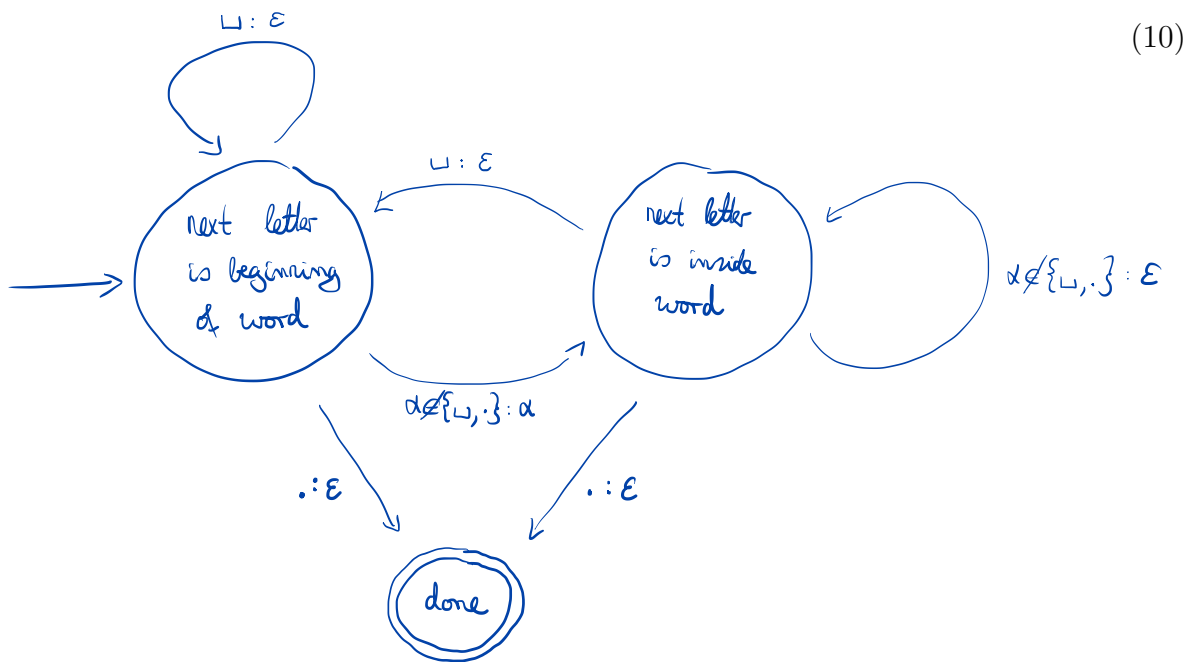 (10)
⊔ : ε
⊔ : ε
next letter
is beginning
of word
next letter
is inside
word
α∉{⊔,.} : ε
α∉{⊔,.} : α
. : ε
. : ε
done